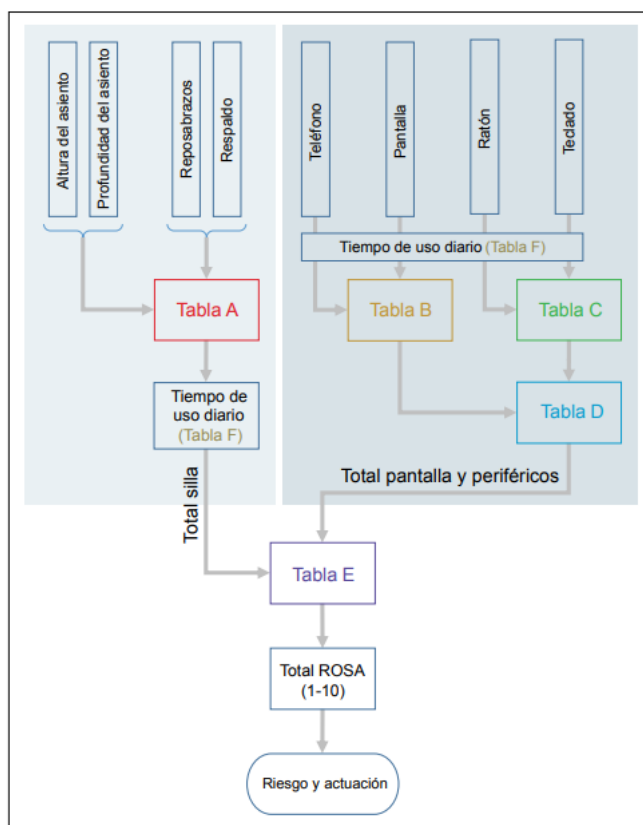 Altura del asiento
Profundidad del asiento
Reposabrazos
Respaldo
Teléfono
Pantalla
Ratón
Teclado
Tiempo de uso diario (Tabla F)
Tabla A
Tabla B
Tabla C
Tiempo de
uso diario
(Tabla F)
Tabla D
Total silla
Total pantalla y periféricos
Tabla E
Total ROSA
(1-10)
Riesgo y actuación